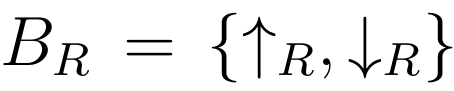 B_R = {↑_R, ↓_R}